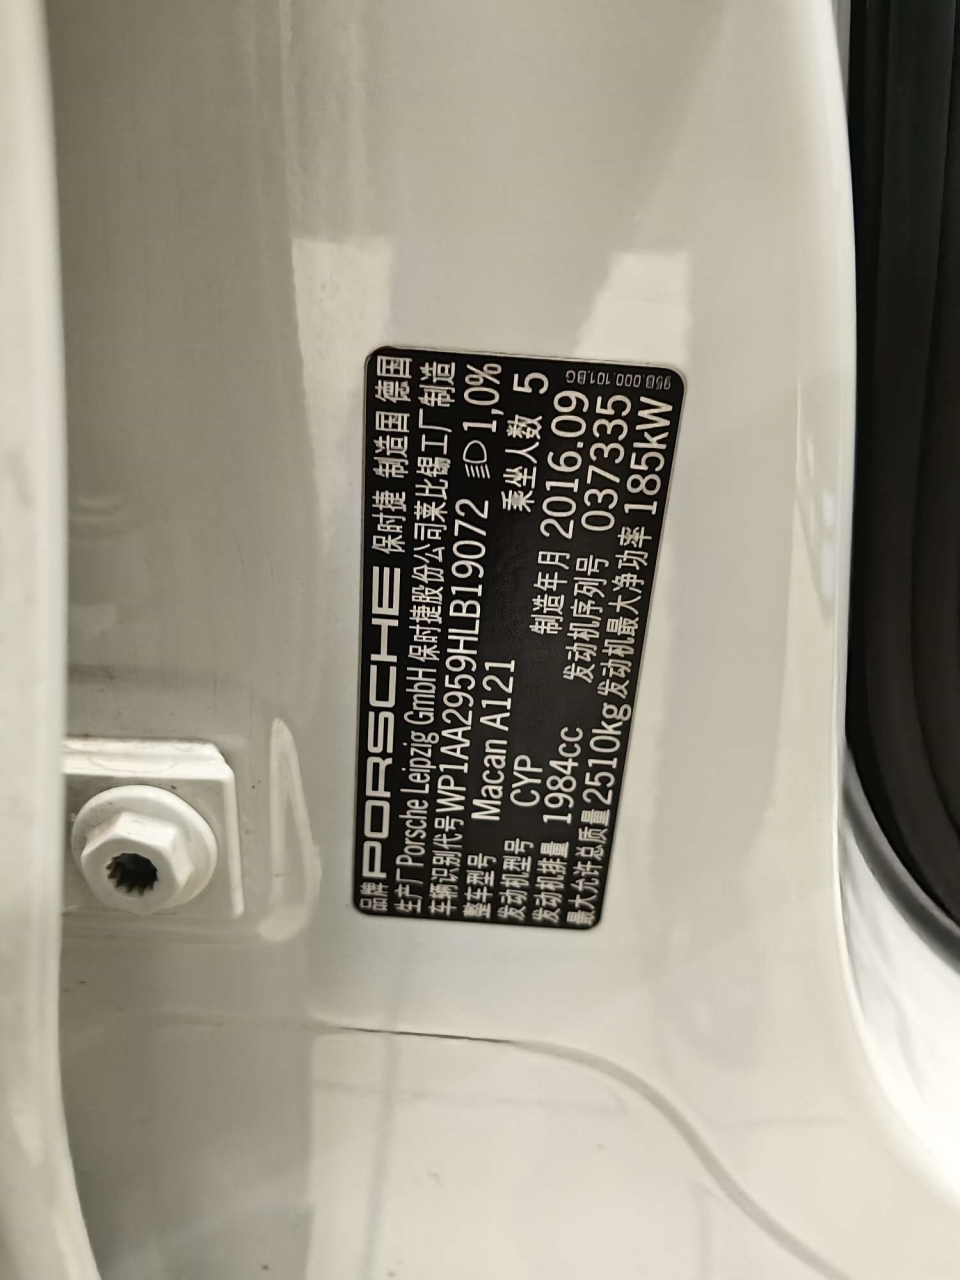 品牌 PORSCHE 保时捷 制造国 德国
生产厂 Porsche Leipzig GmbH 保时捷股份公司莱比锡工厂制造
车辆识别代号 WP1AA2959HLB19072 1,0%
整车型号 Macan A121 乘坐人数 5
发动机型号 CYP 制造年月 2016.09
发动机排量 1984cc 发动机序列号 037335
最大允许总质量 2510kg 发动机最大净功率 185kW
95B.000.101.BG